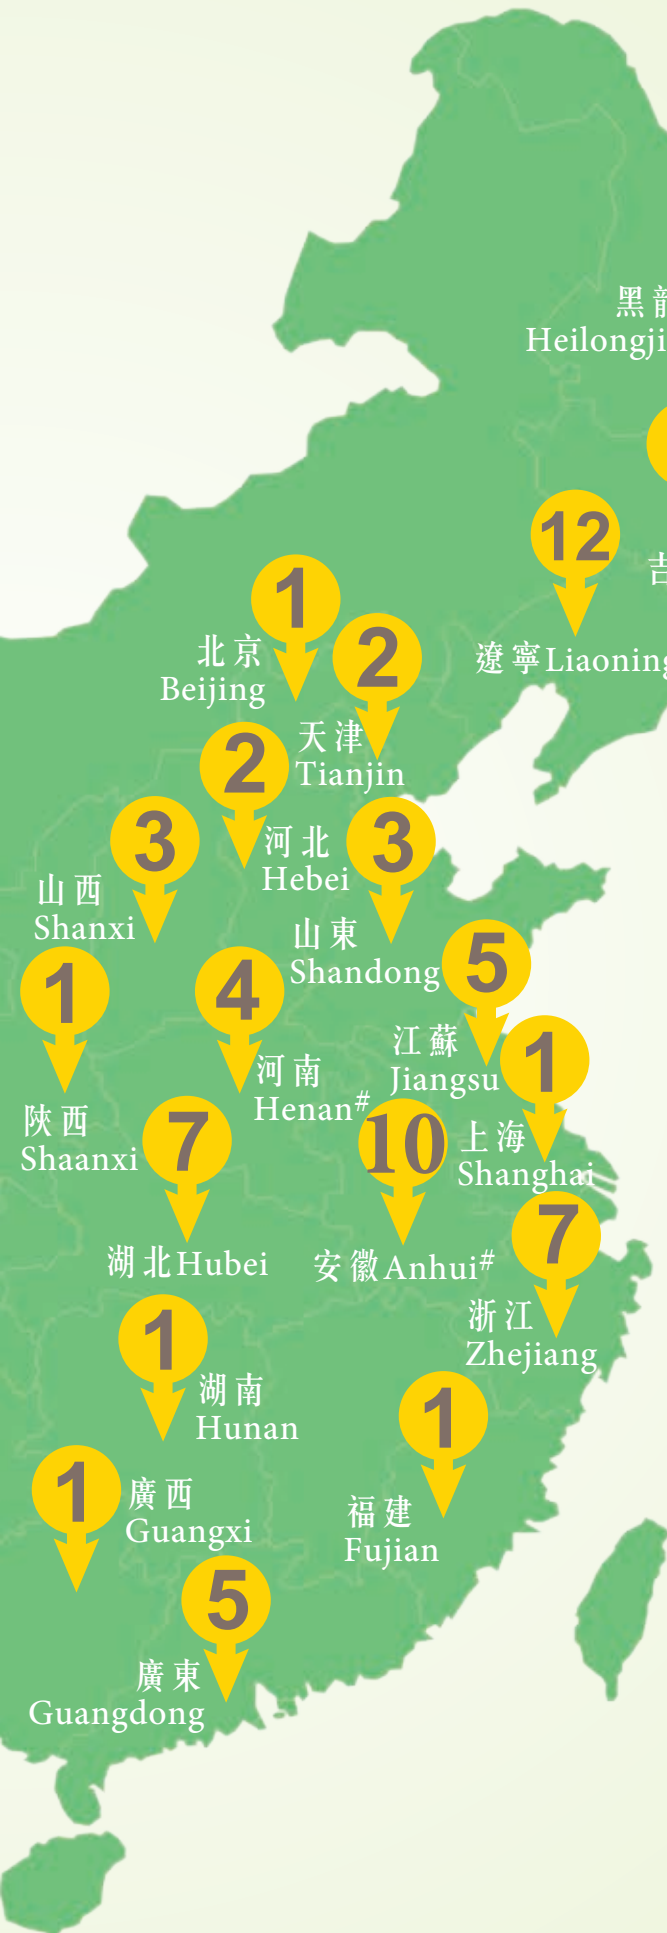 黑
Heilongji
12
遼寧Liaoning
吉
1
北京
Beijing
2
天津
Tianjin
2
河北
Hebei
3
山西
Shanxi
3
山東
Shandong
5
江蘇
Jiangsu
1
陝西
Shaanxi
4
河南
Henan#
1
上海
Shanghai
7
湖北Hubei
10
安徽Anhui#
7
浙江
Zhejiang
1
湖南
Hunan
1
福建
Fujian
1
廣西
Guangxi
5
廣東
Guangdong